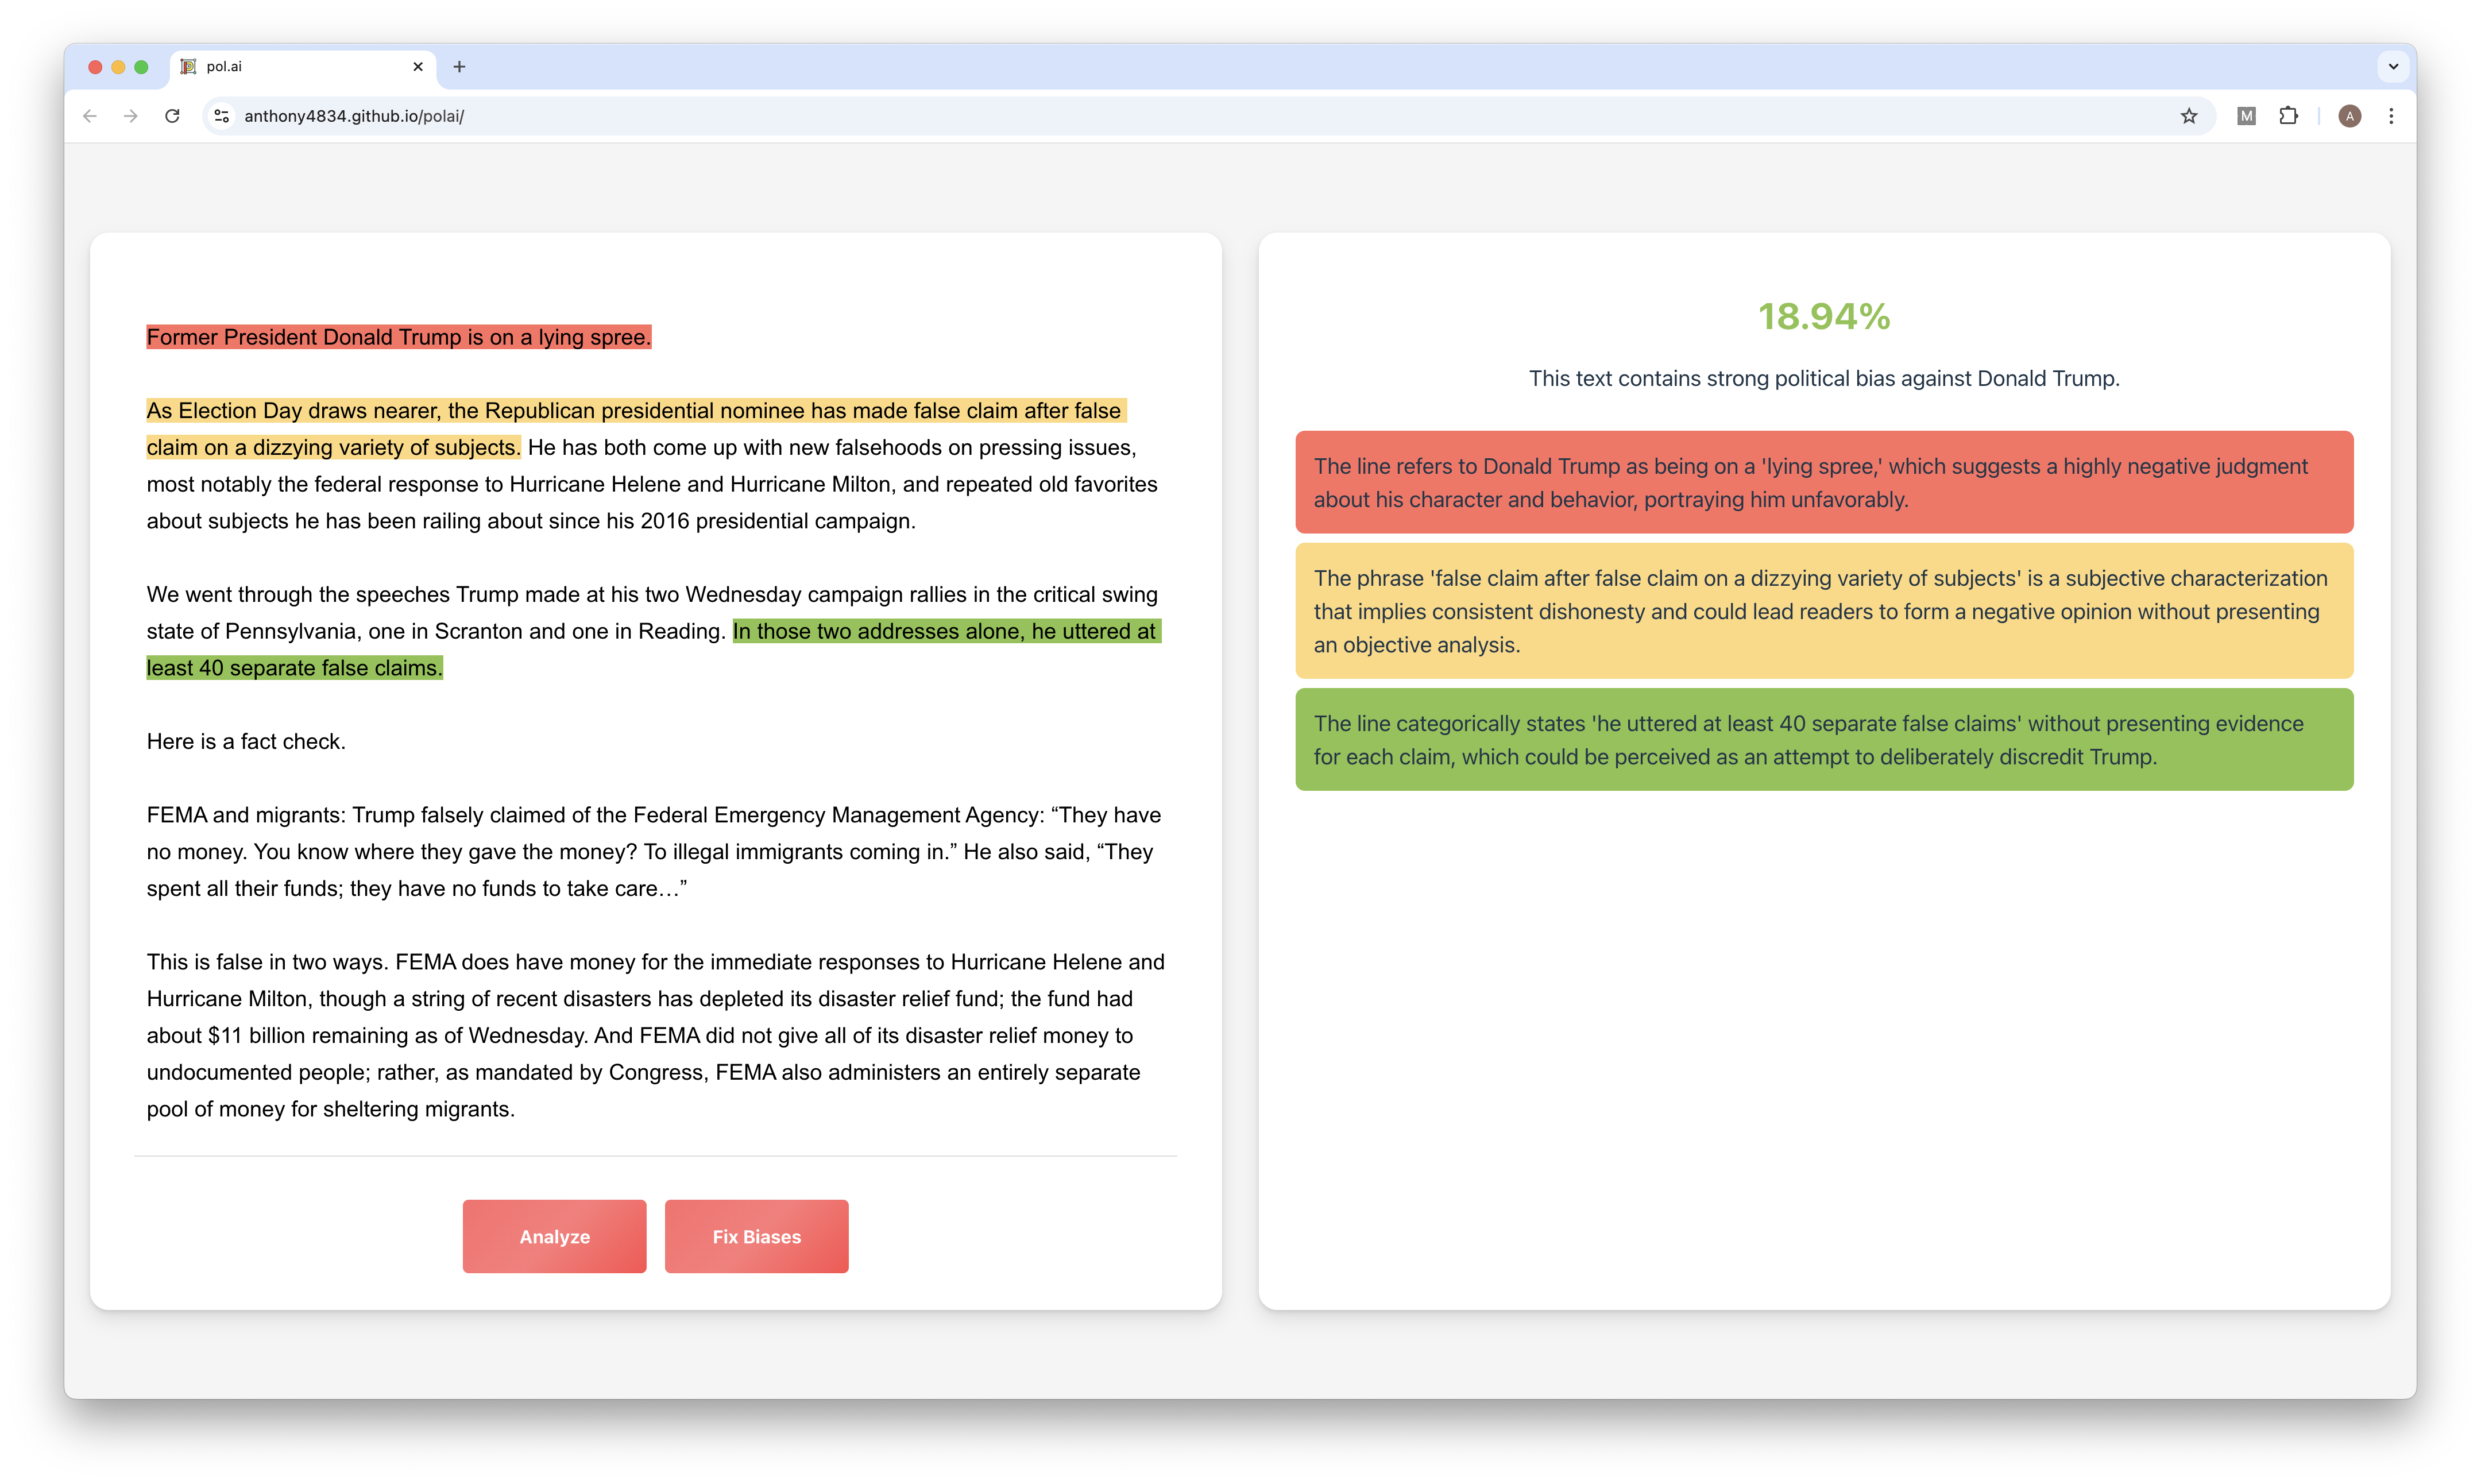 pol.ai
anthony4834.github.io/polai/
M
A
Former President Donald Trump is on a lying spree.
As Election Day draws nearer, the Republican presidential nominee has made false claim after false
claim on a dizzying variety of subjects. He has both come up with new falsehoods on pressing issues,
most notably the federal response to Hurricane Helene and Hurricane Milton, and repeated old favorites
about subjects he has been railing about since his 2016 presidential campaign.
We went through the speeches Trump made at his two Wednesday campaign rallies in the critical swing
state of Pennsylvania, one in Scranton and one in Reading. In those two addresses alone, he uttered at
least 40 separate false claims.
Here is a fact check.
FEMA and migrants: Trump falsely claimed of the Federal Emergency Management Agency: “They have
no money. You know where they gave the money? To illegal immigrants coming in.” He also said, “They
spent all their funds; they have no funds to take care…”
This is false in two ways. FEMA does have money for the immediate responses to Hurricane Helene and
Hurricane Milton, though a string of recent disasters has depleted its disaster relief fund; the fund had
about $11 billion remaining as of Wednesday. And FEMA did not give all of its disaster relief money to
undocumented people; rather, as mandated by Congress, FEMA also administers an entirely separate
pool of money for sheltering migrants.
Analyze
Fix Biases
18.94%
This text contains strong political bias against Donald Trump.
The line refers to Donald Trump as being on a 'lying spree,' which suggests a highly negative judgment
about his character and behavior, portraying him unfavorably.
The phrase 'false claim after false claim on a dizzying variety of subjects' is a subjective characterization
that implies consistent dishonesty and could lead readers to form a negative opinion without presenting
an objective analysis.
The line categorically states 'he uttered at least 40 separate false claims' without presenting evidence
for each claim, which could be perceived as an attempt to deliberately discredit Trump.